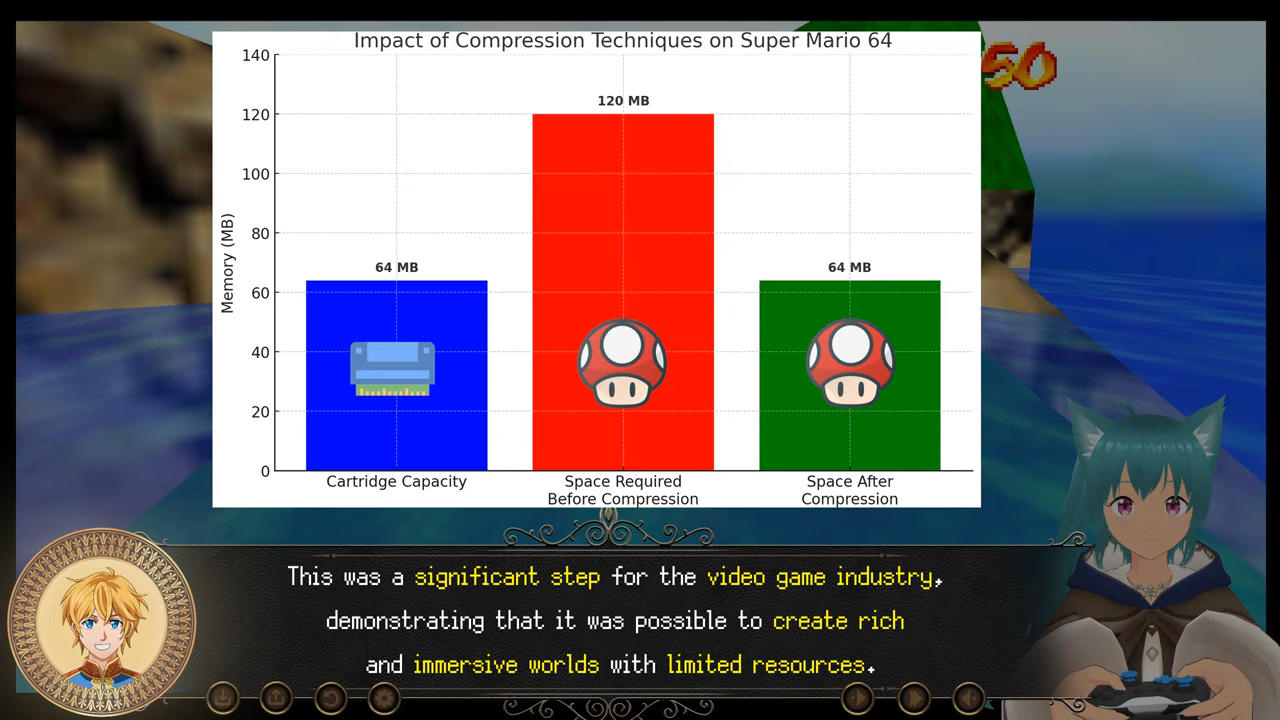 Impact of Compression Techniques on Super Mario 64
50
140
120
100
80
60
40
20
0
Memory (MB)
64 MB
120 MB
64 MB
Cartridge Capacity
Space Required
Before Compression
Space After
Compression
This was a significant step for the video game industry,
demonstrating that it was possible to create rich
and immersive worlds with limited resources.